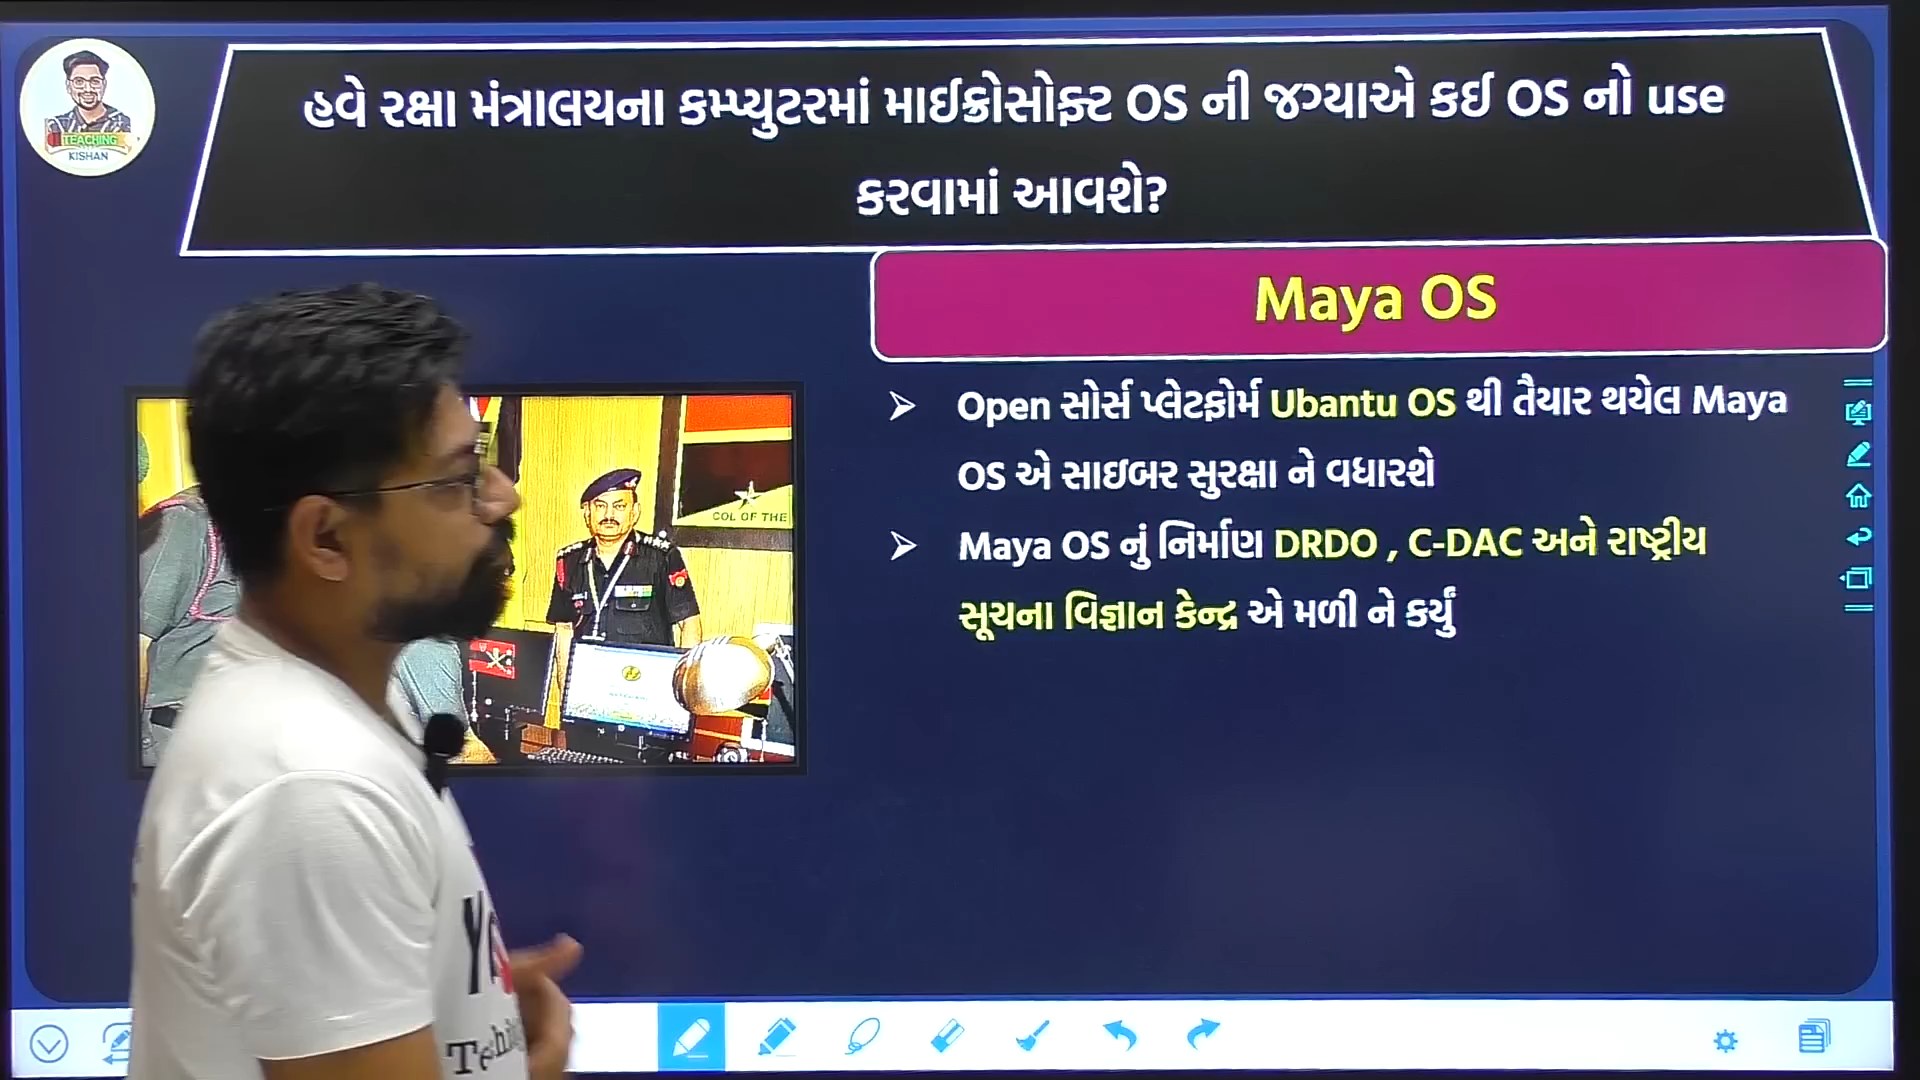 TEACHING
KISHAN
હવે રક્ષા મંત્રાલયના કમ્પ્યુટરમાં માઈક્રોસોફ્ટ OS ની જગ્યાએ કઈ OS નો use
કરવામાં આવશે?
Maya OS
➢ Open સોર્સ પ્લેટફોર્મ Ubantu OS થી તૈયાર થયેલ Maya
OS એ સાઇબર સુરક્ષા ને વધારશે
➢ Maya OS નું નિર્માણ DRDO , C-DAC અને રાષ્ટ્રીય
સૂચના વિજ્ઞાન કેન્દ્ર એ મળી ને કર્યું
COL OF THE